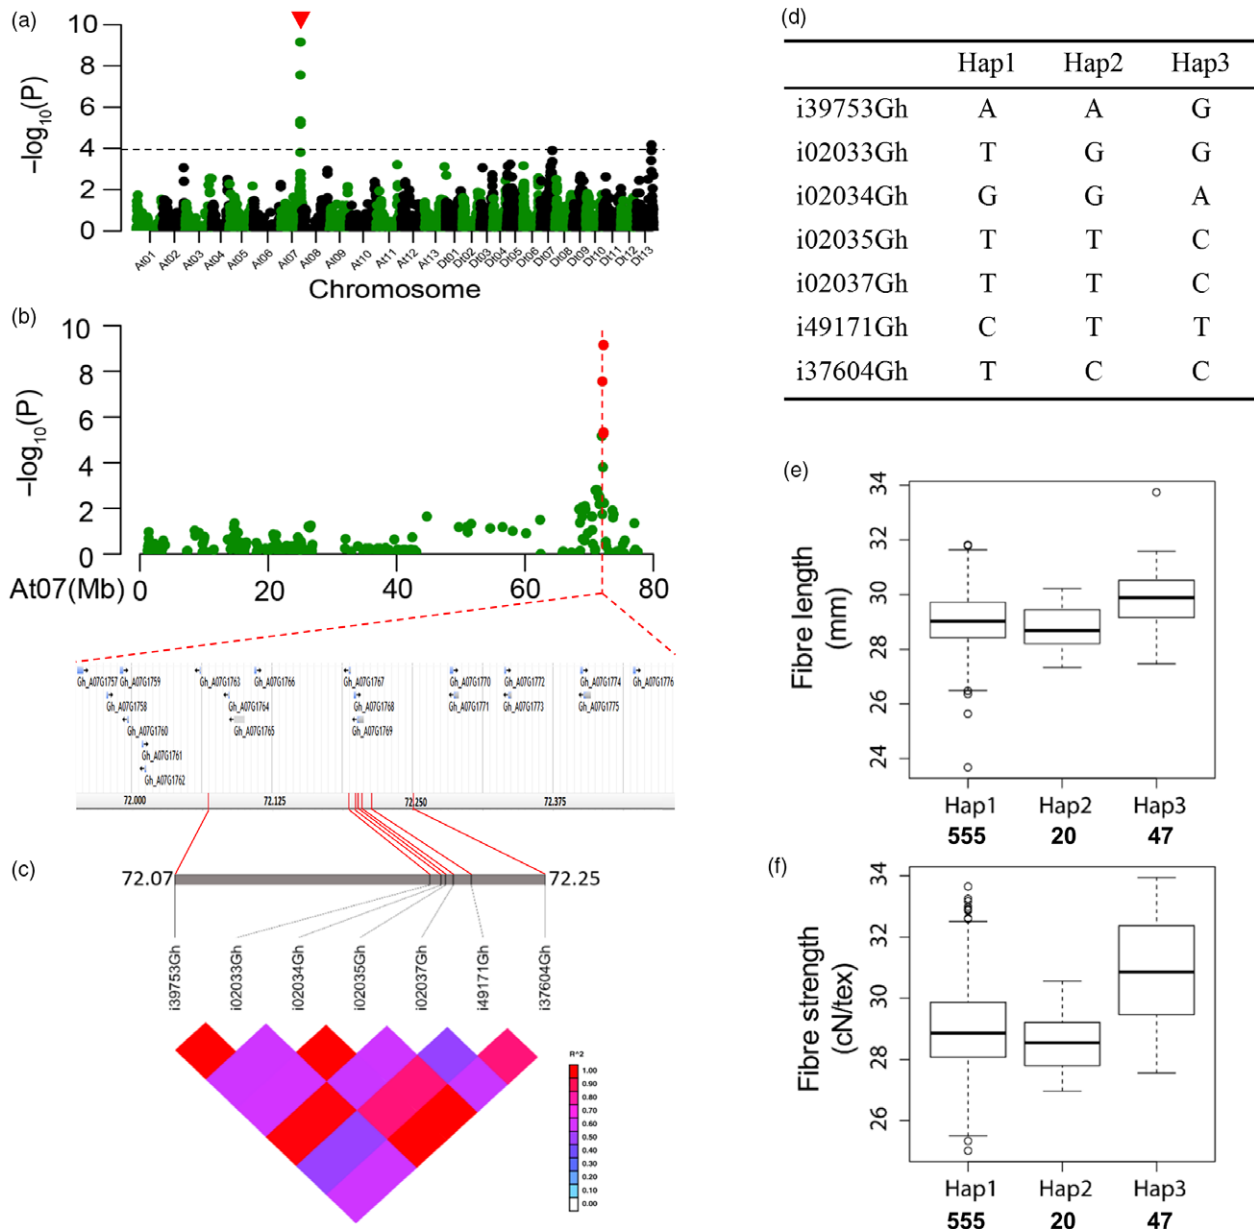 (a)
10
8
6
4
2
0
−log10(P)
At01 At02 At03 At04 At05 At06 At07 At08 At09 At10 At11 At12 At13 Dt01 Dt02 Dt03 Dt04 Dt05 Dt06 Dt07 Dt08 Dt09 Dt10 Dt11 Dt12 Dt13
Chromosome
(b)
10
8
6
4
2
0
−log10(P)
At07(Mb) 0 20 40 60 80
Gh_A07G1757 Gh_A07G1759 Gh_A07G1763 Gh_A07G1766 Gh_A07G1767 Gh_A07G1770 Gh_A07G1772 Gh_A07G1774 Gh_A07G1776
Gh_A07G1758 Gh_A07G1764 Gh_A07G1768 Gh_A07G1771 Gh_A07G1773 Gh_A07G1775
Gh_A07G1760 Gh_A07G1765 Gh_A07G1769
Gh_A07G1761
Gh_A07G1762
72.000 72.125 72.250 72.375
(c)
72.07 72.25
i39753Gh i02033Gh i02034Gh i02035Gh i02037Gh i49171Gh i37604Gh
R^2
1.00
0.90
0.80
0.70
0.60
0.50
0.40
0.30
0.20
0.10
0.00
(d)
Hap1 Hap2 Hap3
i39753Gh A A G
i02033Gh T G G
i02034Gh G G A
i02035Gh T T C
i02037Gh T T C
i49171Gh C T T
i37604Gh T C C
(e)
Fibre length
(mm)
34
32
30
28
26
24
Hap1 Hap2 Hap3
555 20 47
(f)
Fibre strength
(cN/tex)
34
32
30
28
26
Hap1 Hap2 Hap3
555 20 47